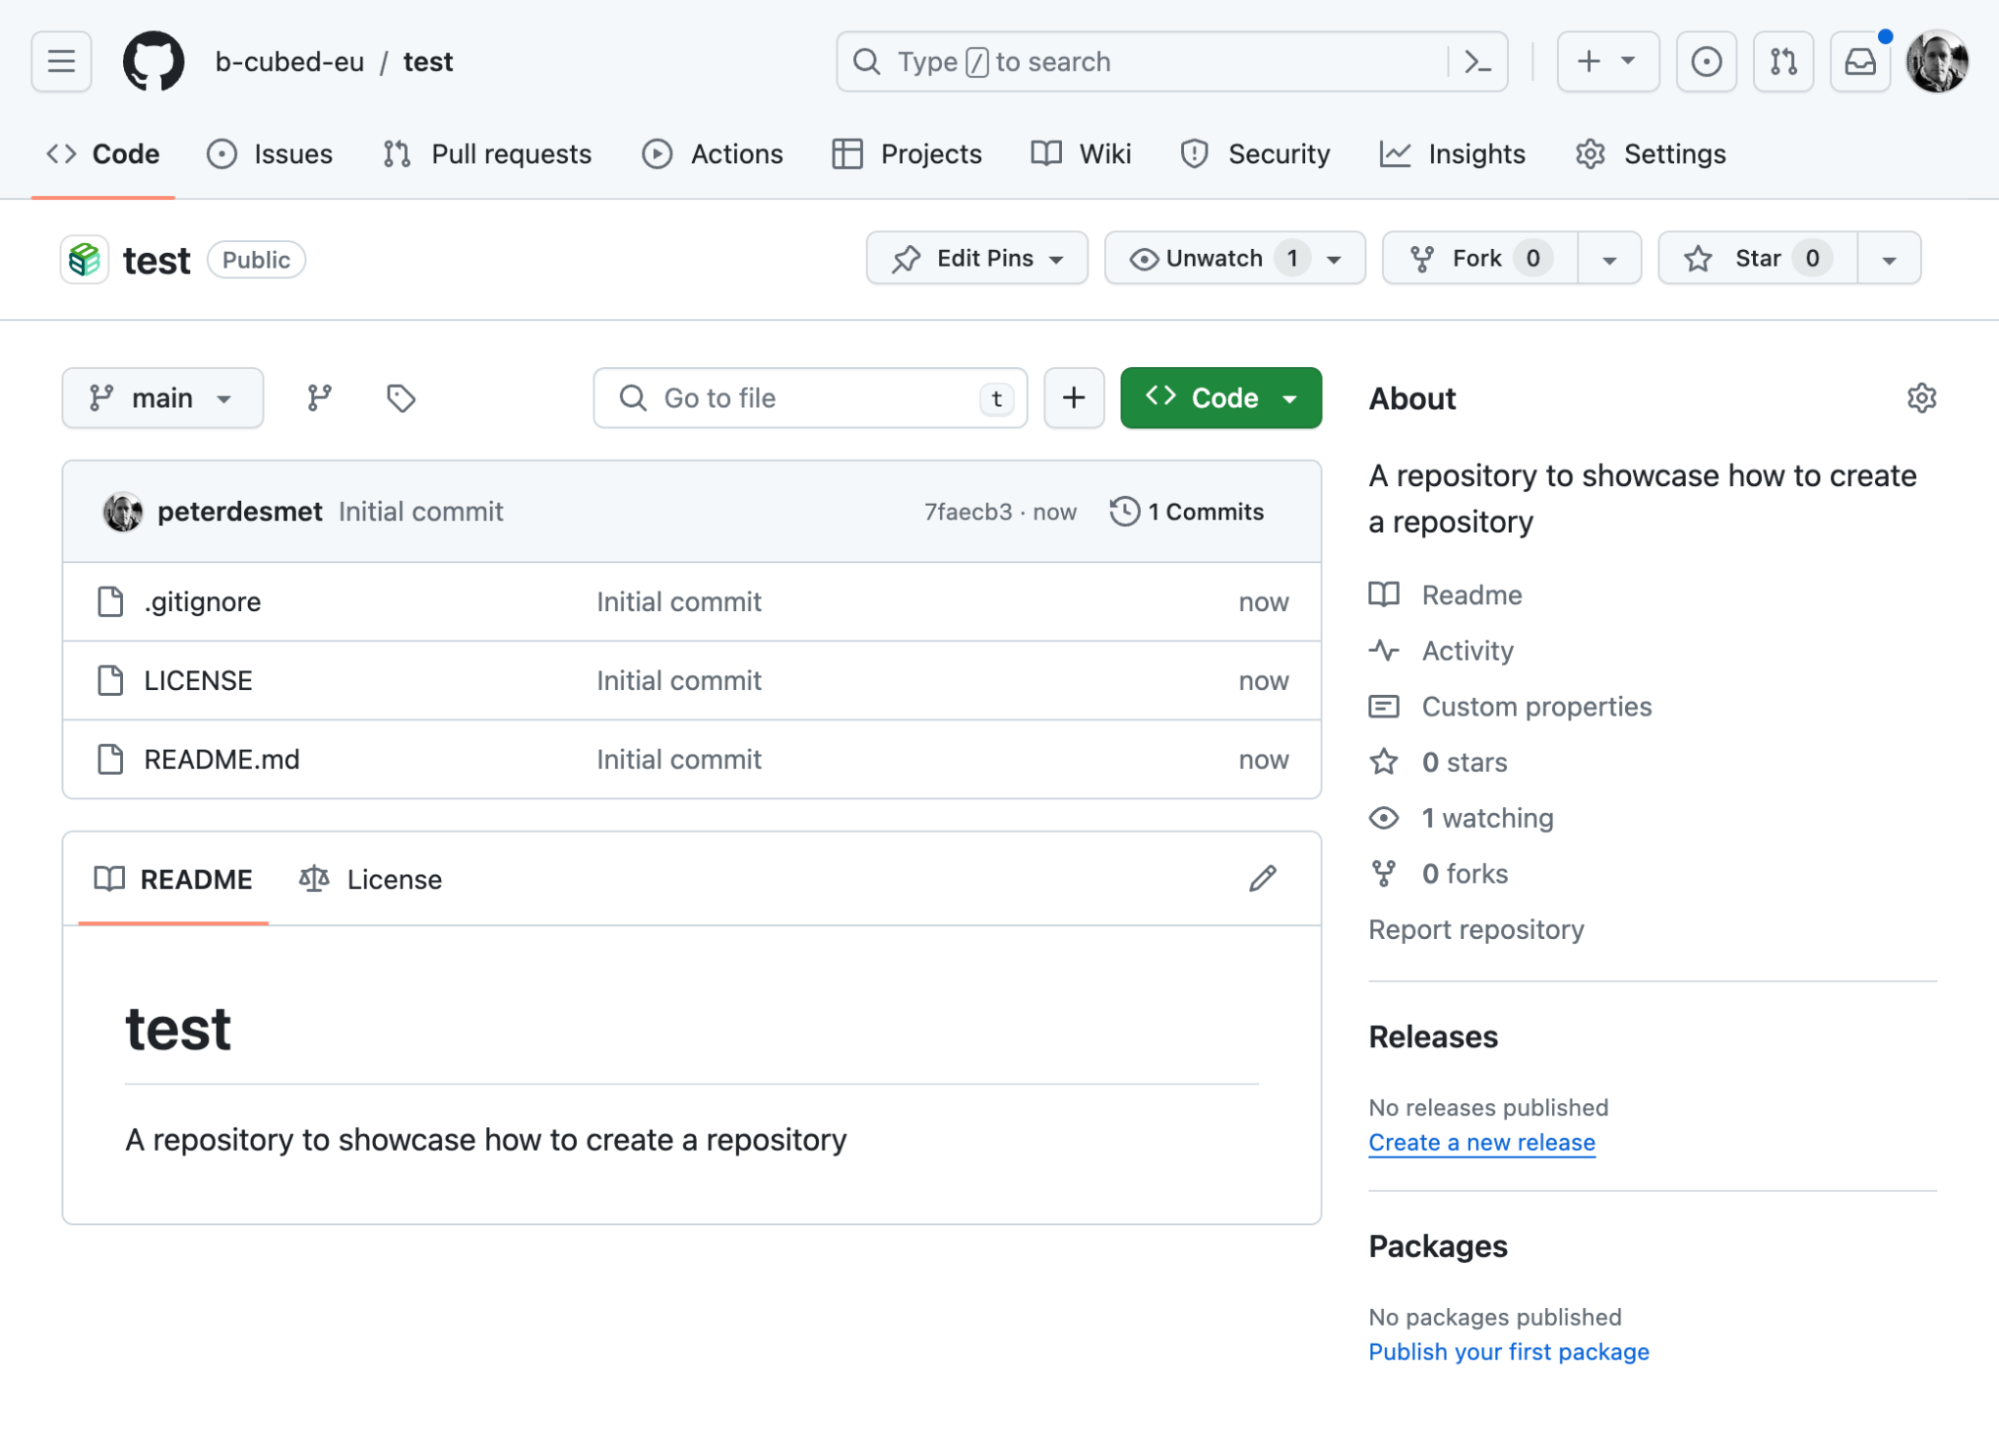 b-cubed-eu / test
Type / to search
Code Issues Pull requests Actions Projects Wiki Security Insights Settings
test Public Edit Pins Unwatch 1 Fork 0 Star 0
main Go to file t + Code
peterdesmet Initial commit 7faecb3 · now 1 Commits
.gitignore Initial commit now
LICENSE Initial commit now
README.md Initial commit now
README License
test
A repository to showcase how to create a repository
About
A repository to showcase how to create
a repository
Readme
Activity
Custom properties
0 stars
1 watching
0 forks
Report repository
Releases
No releases published
Create a new release
Packages
No packages published
Publish your first package